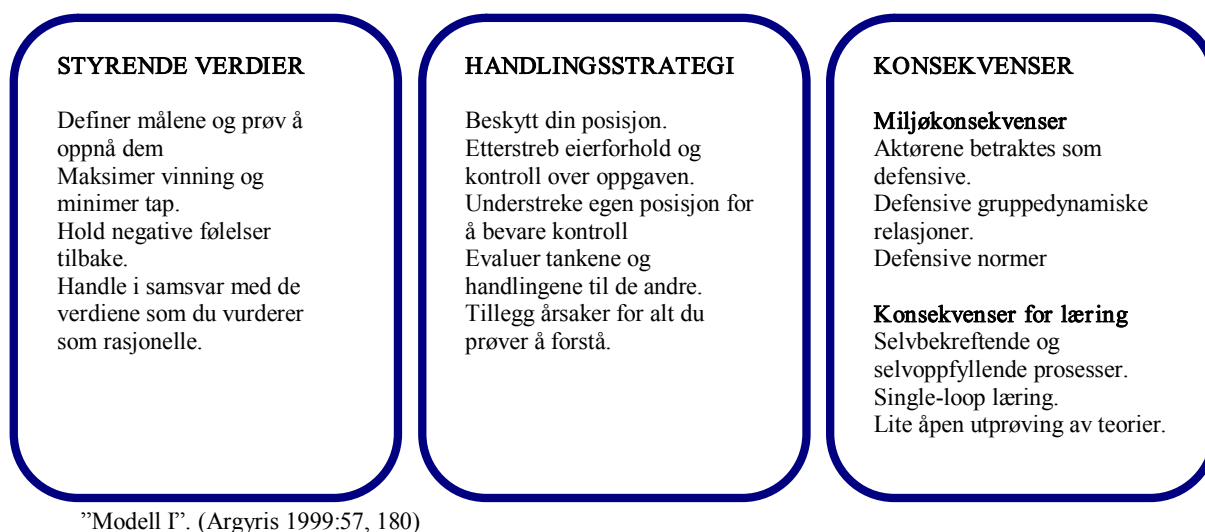 STYRENDE VERDIER
Definer målene og prøv å
oppnå dem
Maksimer vinning og
minimer tap.
Hold negative følelser
tilbake.
Handle i samsvar med de
verdiene som du vurderer
som rasjonelle.
HANDLINGSSTRATEGI
Beskytt din posisjon.
Etterstreb eierforhold og
kontroll over oppgaven.
Understreke egen posisjon for
å bevare kontroll
Evaluer tankene og
handlingene til de andre.
Tillegg årsaker for alt du
prøver å forstå.
KONSEKVENSER
Miljøkonsekvenser
Aktørene betraktes som
defensive.
Defensive gruppedynamiske
relasjoner.
Defensive normer
Konsekvenser for læring
Selvbekreftende og
selvoppfyllende prosesser.
Single-loop læring.
Lite åpen utprøving av teorier.
”Modell I”. (Argyris 1999:57, 180)